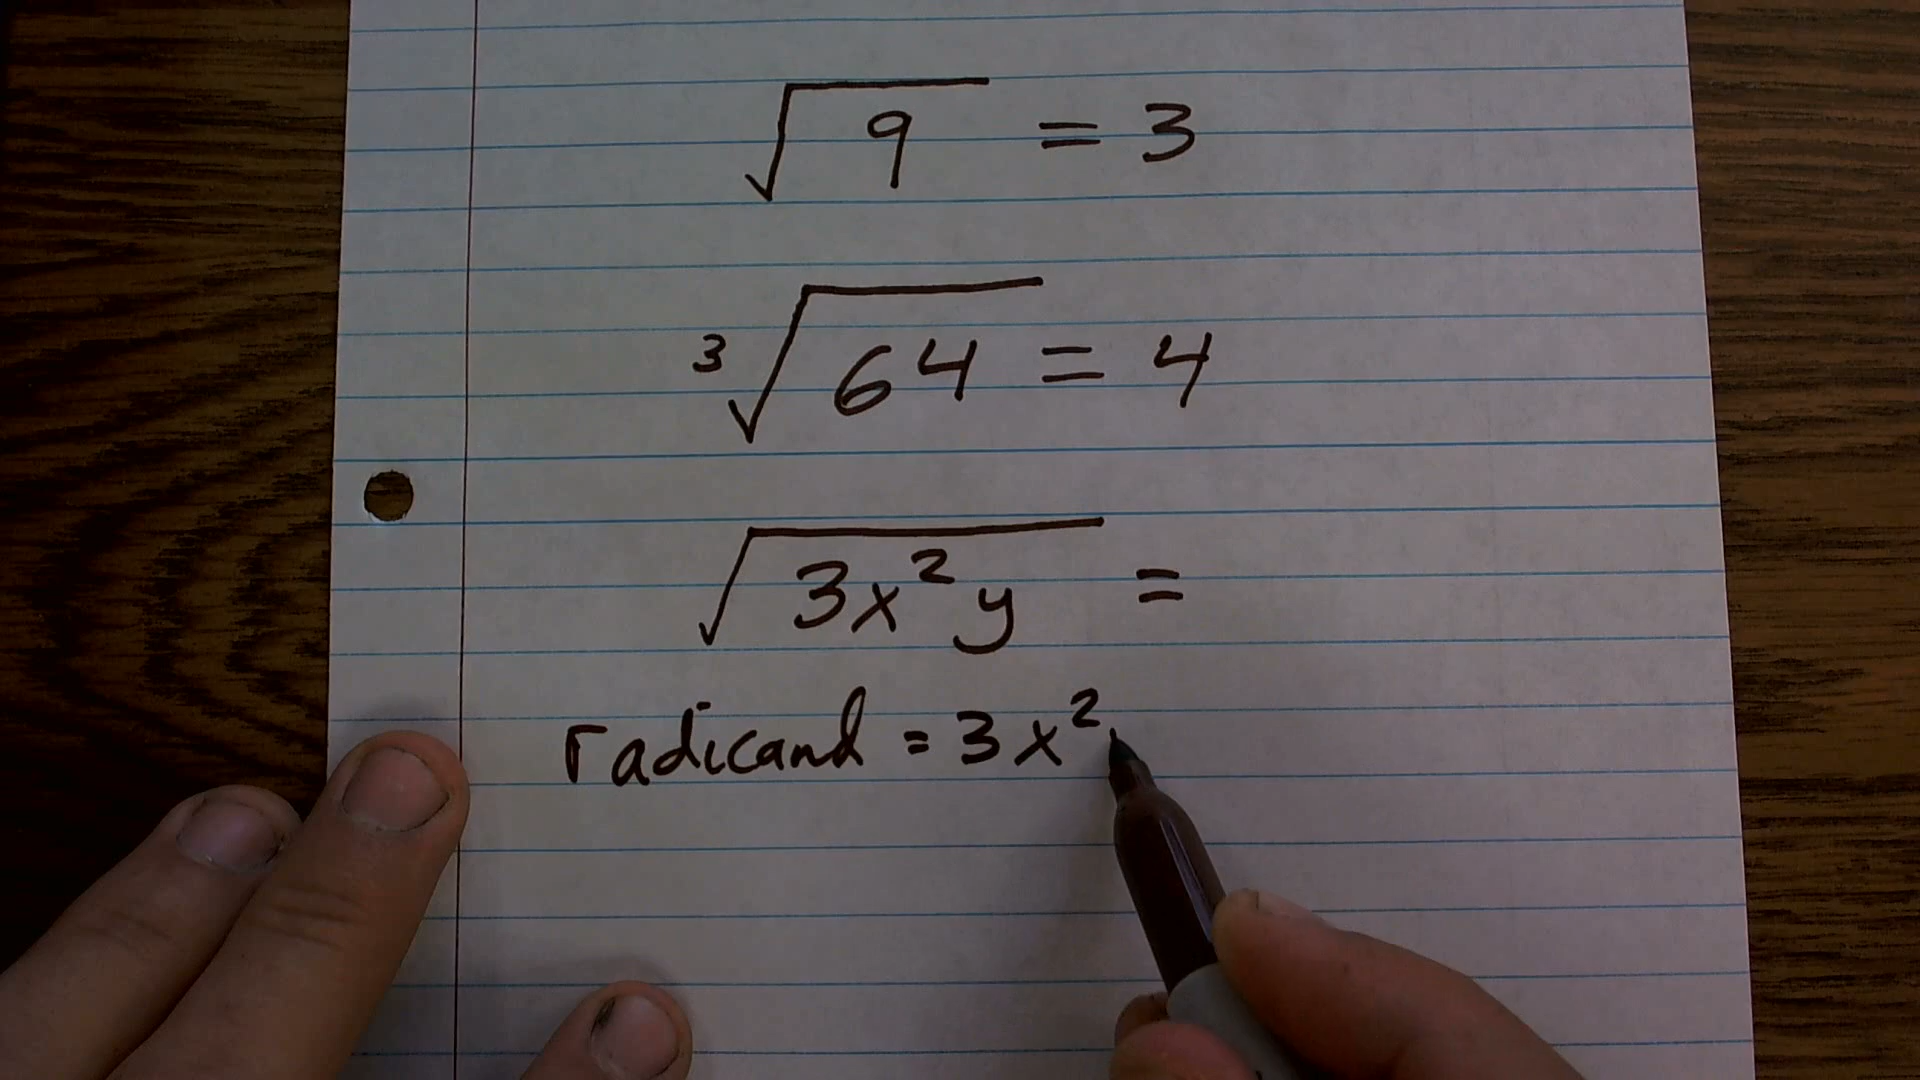 √9 = 3
³√64 = 4
√3x²y =
radicand = 3x²